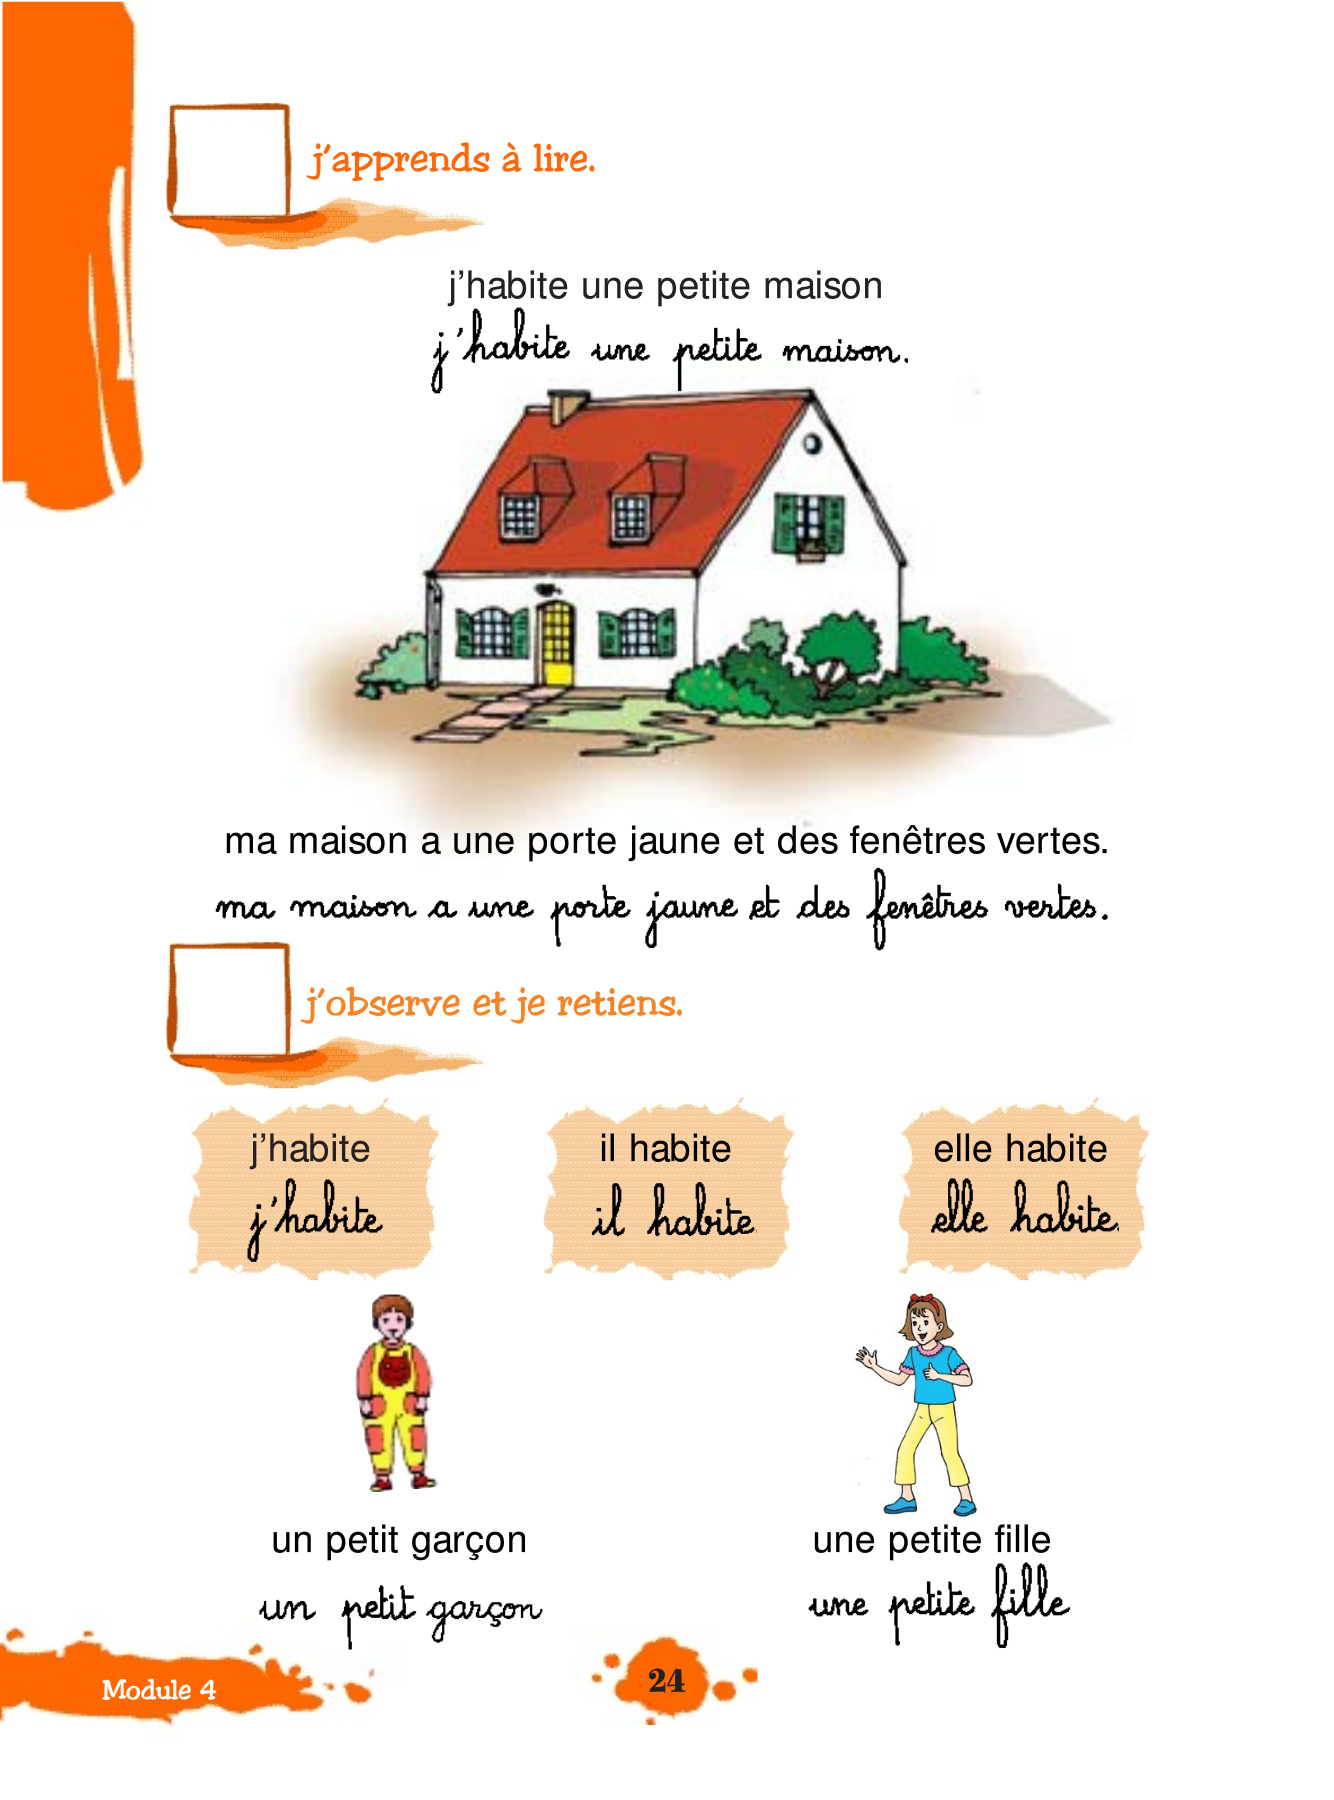 j'apprends à lire.
j'habite une petite maison
j'habite une petite maison.
ma maison a une porte jaune et des fenêtres vertes.
ma maison a une porte jaune et des fenêtres vertes.
j'observe et je retiens.
j'habite
j'habite
il habite
il habite
elle habite
elle habite.
un petit garçon
un petit garçon
une petite fille
une petite fille
Module 4
24